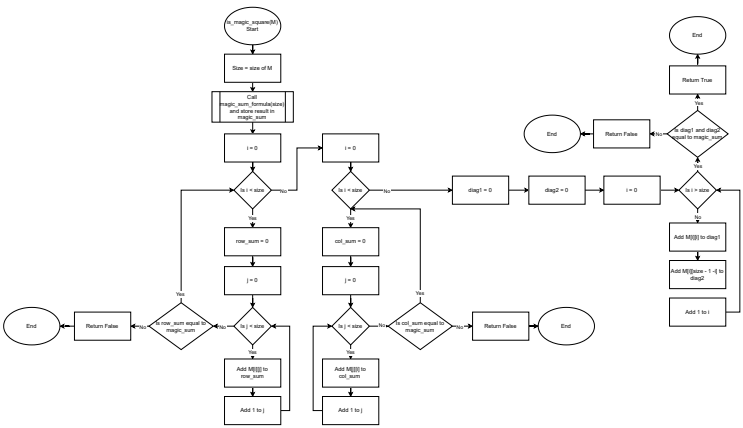 is_magic_square(M)
Start
Size = size of M
Call
magic_sum_formula(size)
and store result in
magic_sum
i = 0
Is i < size
No
Yes
row_sum = 0
j = 0
Is j < size
No
Yes
Add M[i][j] to
row_sum
Add 1 to j
Is row_sum equal to
magic_sum
Yes
No
Return False
End
i = 0
Is i < size
No
Yes
col_sum = 0
j = 0
Is j < size
No
Yes
Add M[j][i] to
col_sum
Add 1 to j
Is col_sum equal to
magic_sum
Yes
No
Return False
End
diag1 = 0
diag2 = 0
i = 0
Is i > size
No
Yes
Add M[i][i] to diag1
Add M[i][size - 1 -i] to
diag2
Add 1 to i
Is diag1 and diag2
equal to magic_sum
No
Return False
End
Yes
Return True
End